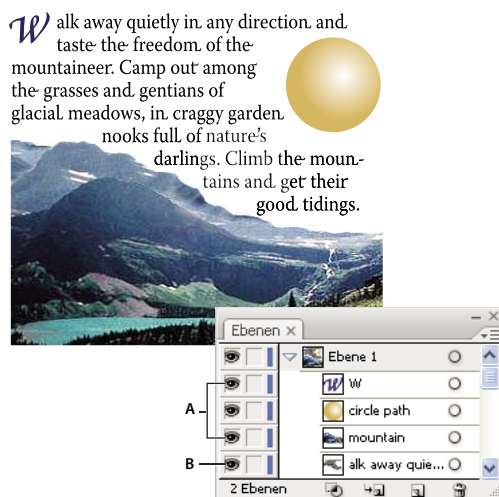 Walk away quietly in any direction and
taste the freedom of the
mountaineer. Camp out among
the grasses and gentians of
glacial meadows, in craggy garden
nooks full of nature's
darlings. Climb the moun-
tains and get their
good tidings.
Ebenen ×
Ebene 1
W
A
circle path
mountain
B
alk away quie...
2 Ebenen